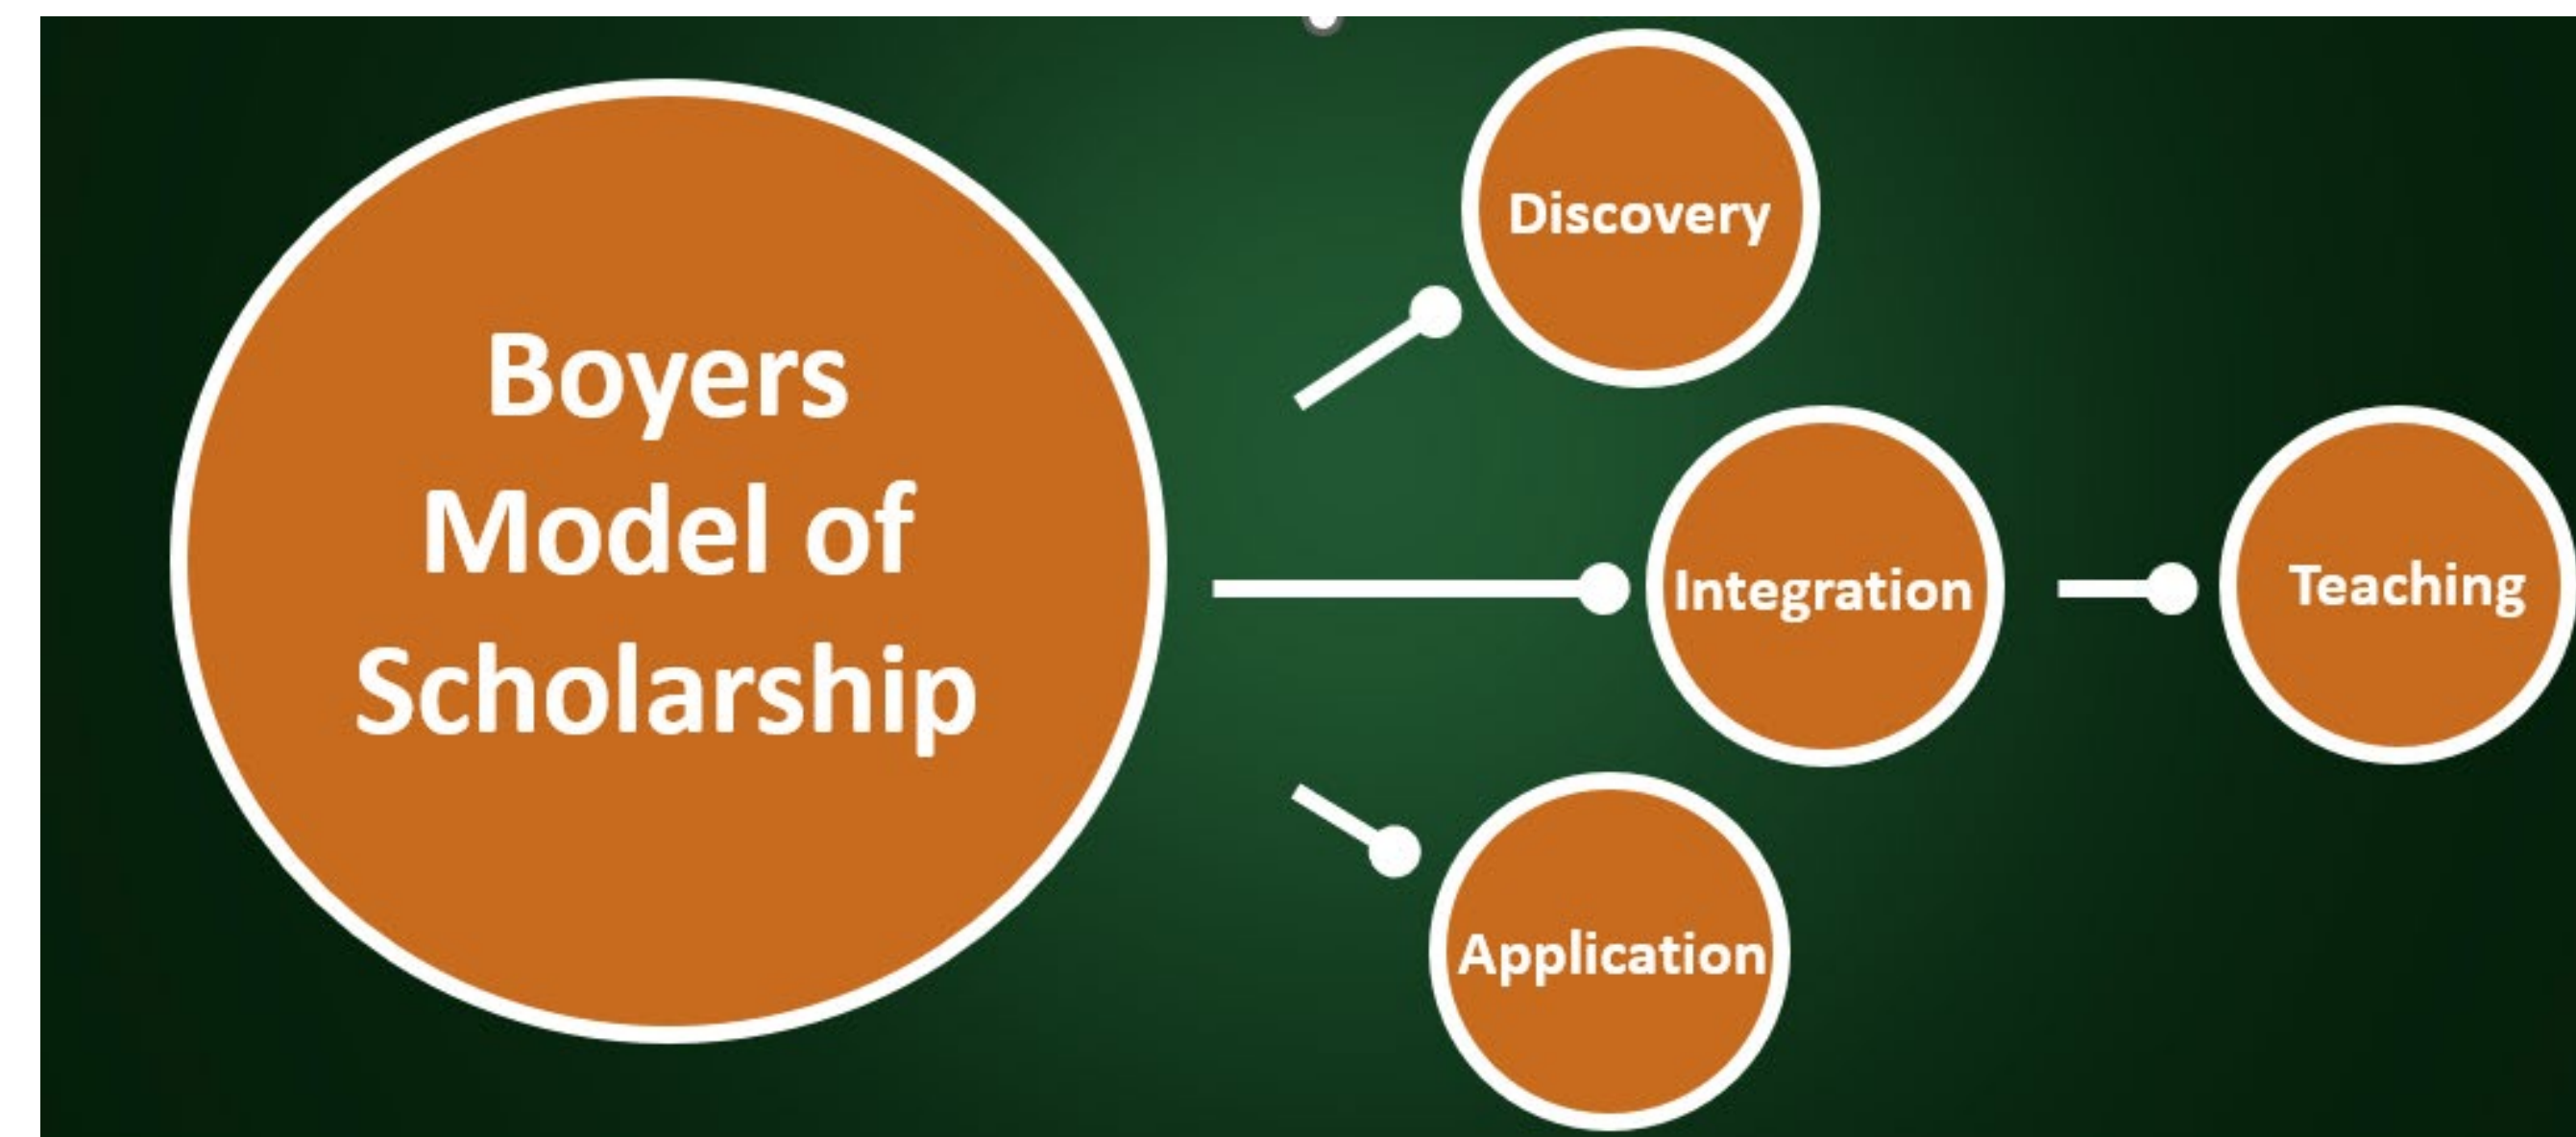 Boyers
Model of
Scholarship
Discovery
Integration
Teaching
Application